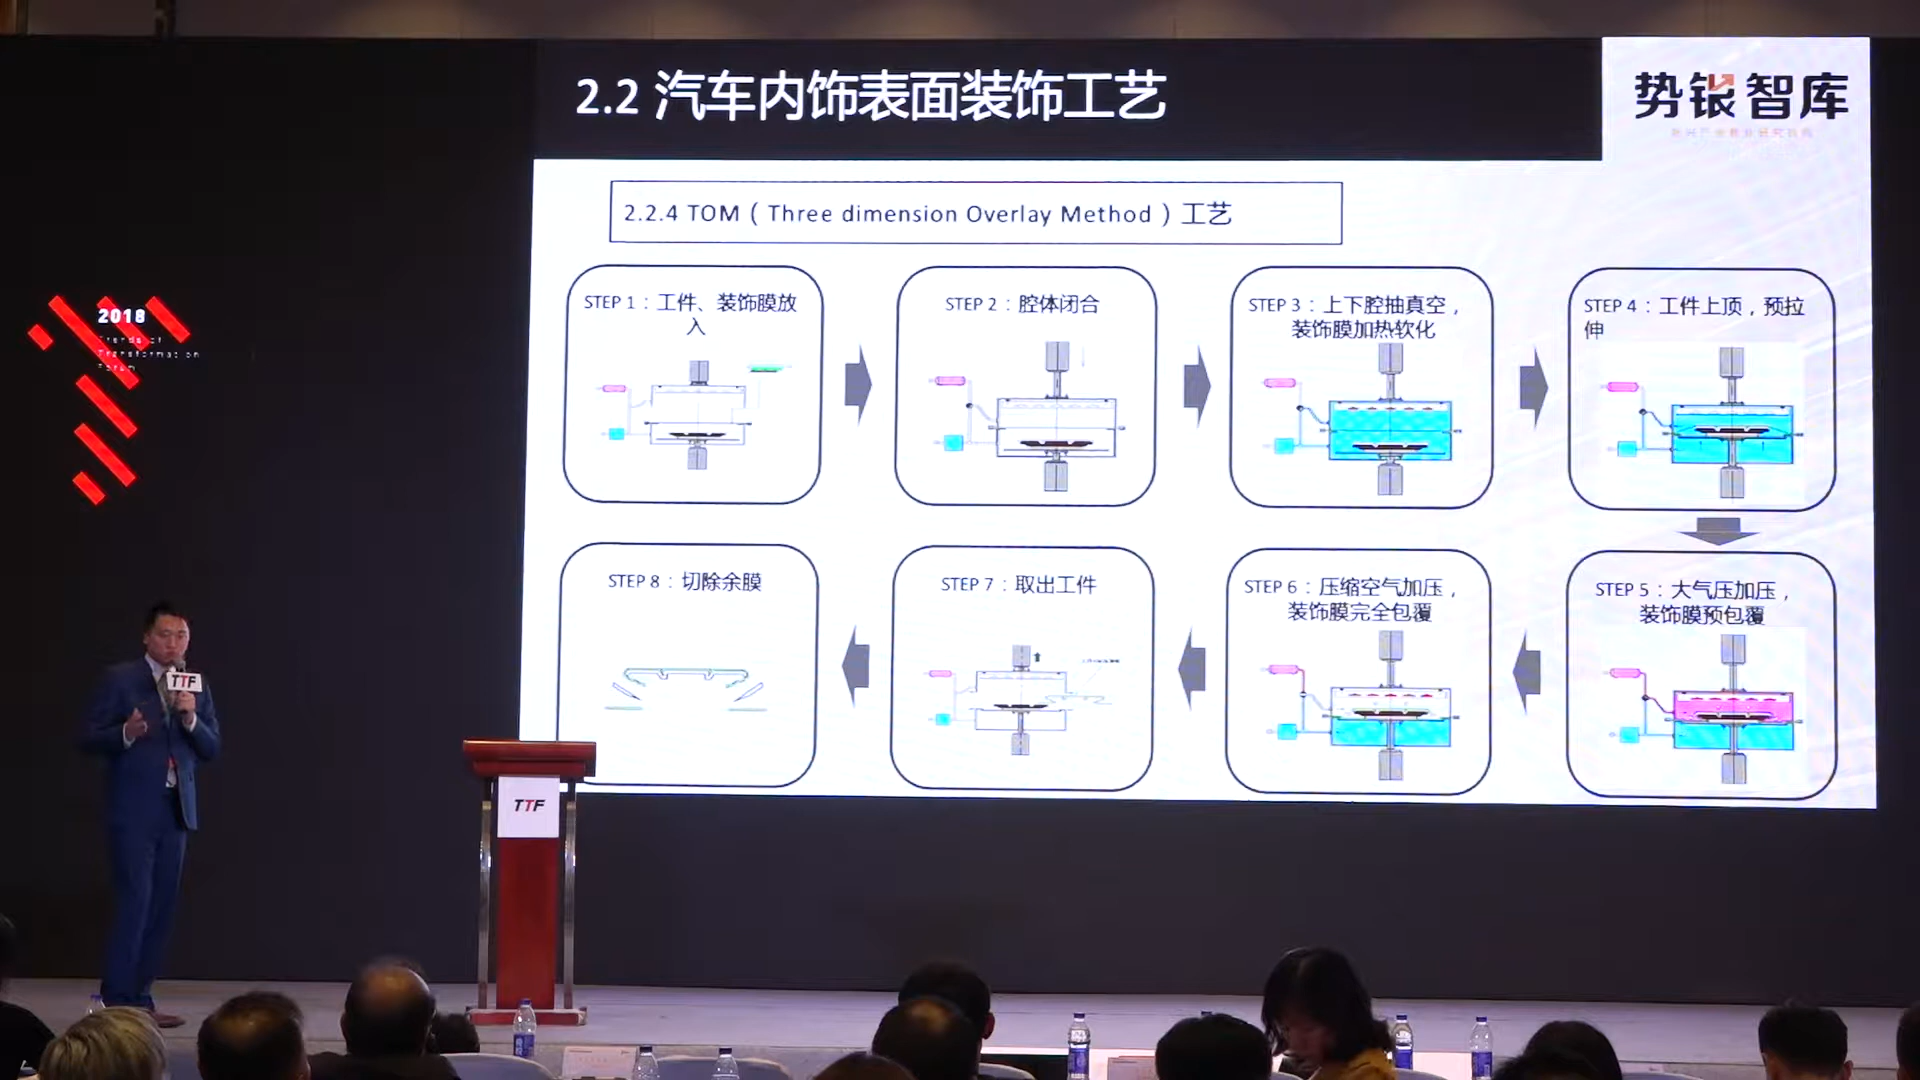 2.2 汽车内饰表面装饰工艺
势银智库
2.2.4 TOM ( Three dimension Overlay Method ) 工艺
STEP 1：工件、装饰膜放
入
STEP 2：腔体闭合
STEP 3：上下腔抽真空，
装饰膜加热软化
STEP 4：工件上顶，预拉
伸
STEP 8：切除余膜
STEP 7：取出工件
STEP 6：压缩空气加压，
装饰膜完全包覆
STEP 5：大气压加压，
装饰膜预包覆
2018
Trends of
Transformation
Forum
TTF
TTF